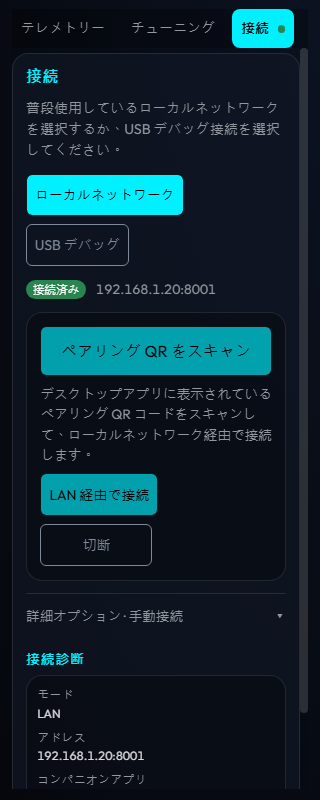 テレメトリー
チューニング
接続
接続
普段使用しているローカルネットワーク
を選択するか、USB デバッグ接続を選択
してください。
ローカルネットワーク
USB デバッグ
接続済み 192.168.1.20:8001
ペアリング QR をスキャン
デスクトップアプリに表示されている
ペアリング QR コードをスキャンし
て、ローカルネットワーク経由で接続
します。
LAN 経由で接続
切断
詳細オプション·手動接続
接続診断
モード
LAN
アドレス
192.168.1.20:8001
コンパニオンアプリ